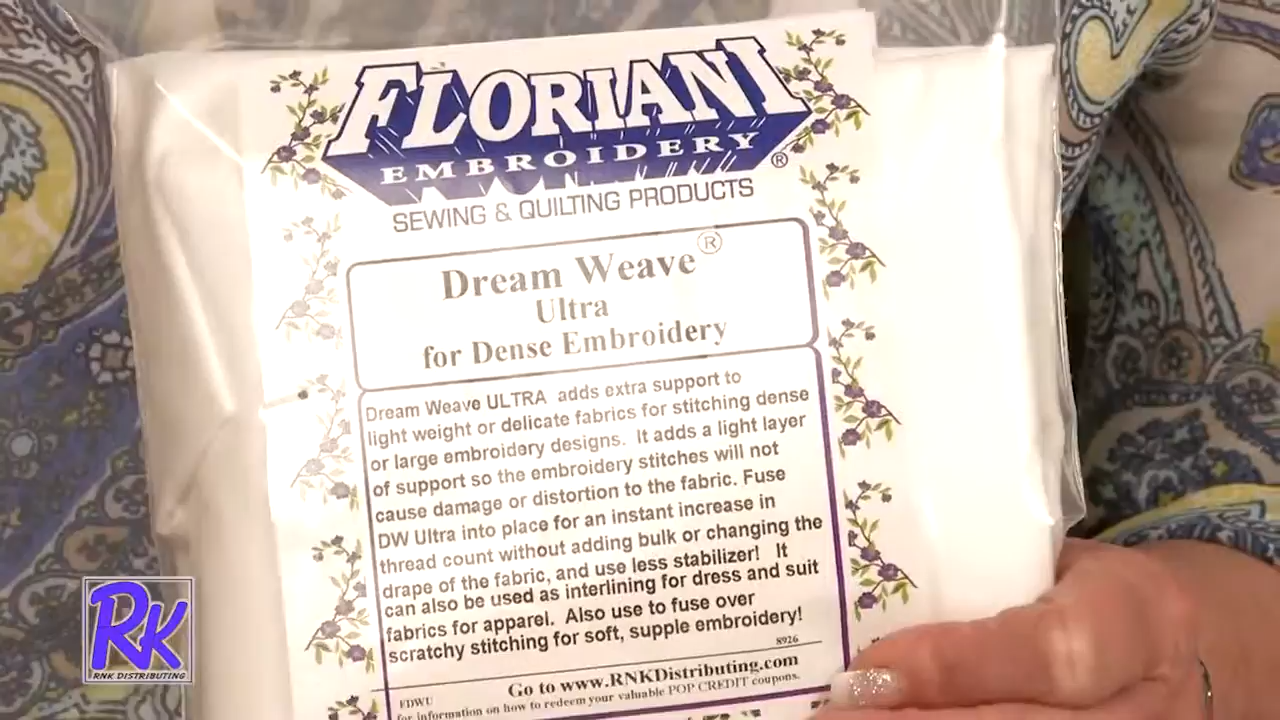 FLORIANI
EMBROIDERY®
SEWING & QUILTING PRODUCTS
Dream Weave®
Ultra
for Dense Embroidery
Dream Weave ULTRA adds extra support to
light weight or delicate fabrics for stitching dense
or large embroidery designs. It adds a light layer
of support so the embroidery stitches will not
cause damage or distortion to the fabric. Fuse
DW Ultra into place for an instant increase in
thread count without adding bulk or changing the
drape of the fabric, and use less stabilizer! It
can also be used as interlining for dress and suit
fabrics for apparel. Also use to fuse over
scratchy stitching for soft, supple embroidery!
8926
Go to www.RNKDistributing.com
FDWU
for information on how to redeem your valuable POP CREDIT coupons.
RNK
RNK DISTRIBUTING